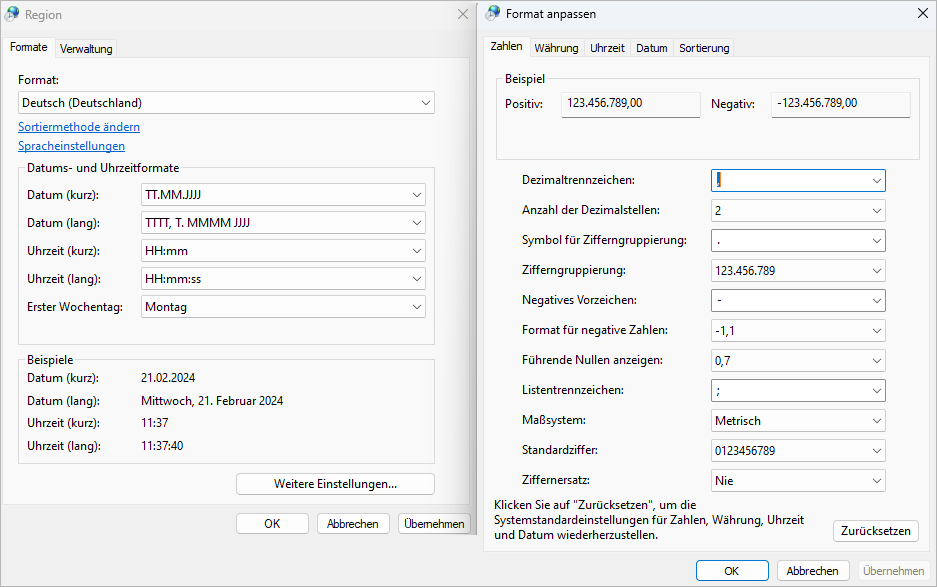 Region
Formate
Verwaltung
Format:
Deutsch (Deutschland)
Sortiermethode ändern
Spracheinstellungen
Datums- und Uhrzeitformate
Datum (kurz): TT.MM.JJJJ
Datum (lang): TTTT, T. MMMM JJJJ
Uhrzeit (kurz): HH:mm
Uhrzeit (lang): HH:mm:ss
Erster Wochentag: Montag
Beispiele
Datum (kurz): 21.02.2024
Datum (lang): Mittwoch, 21. Februar 2024
Uhrzeit (kurz): 11:37
Uhrzeit (lang): 11:37:40
Weitere Einstellungen...
OK Abbrechen Übernehmen
Format anpassen
Zahlen Währung Uhrzeit Datum Sortierung
Beispiel
Positiv: 123.456.789,00 Negativ: -123.456.789,00
Dezimaltrennzeichen: ,
Anzahl der Dezimalstellen: 2
Symbol für Zifferngruppierung: .
Zifferngruppierung: 123.456.789
Negatives Vorzeichen: -
Format für negative Zahlen: -1,1
Führende Nullen anzeigen: 0,7
Listentrennzeichen: ;
Maßsystem: Metrisch
Standardziffer: 0123456789
Ziffernersatz: Nie
Klicken Sie auf "Zurücksetzen", um die
Systemstandardeinstellungen für Zahlen, Währung, Uhrzeit
und Datum wiederherzustellen.
Zurücksetzen
OK Abbrechen Übernehmen